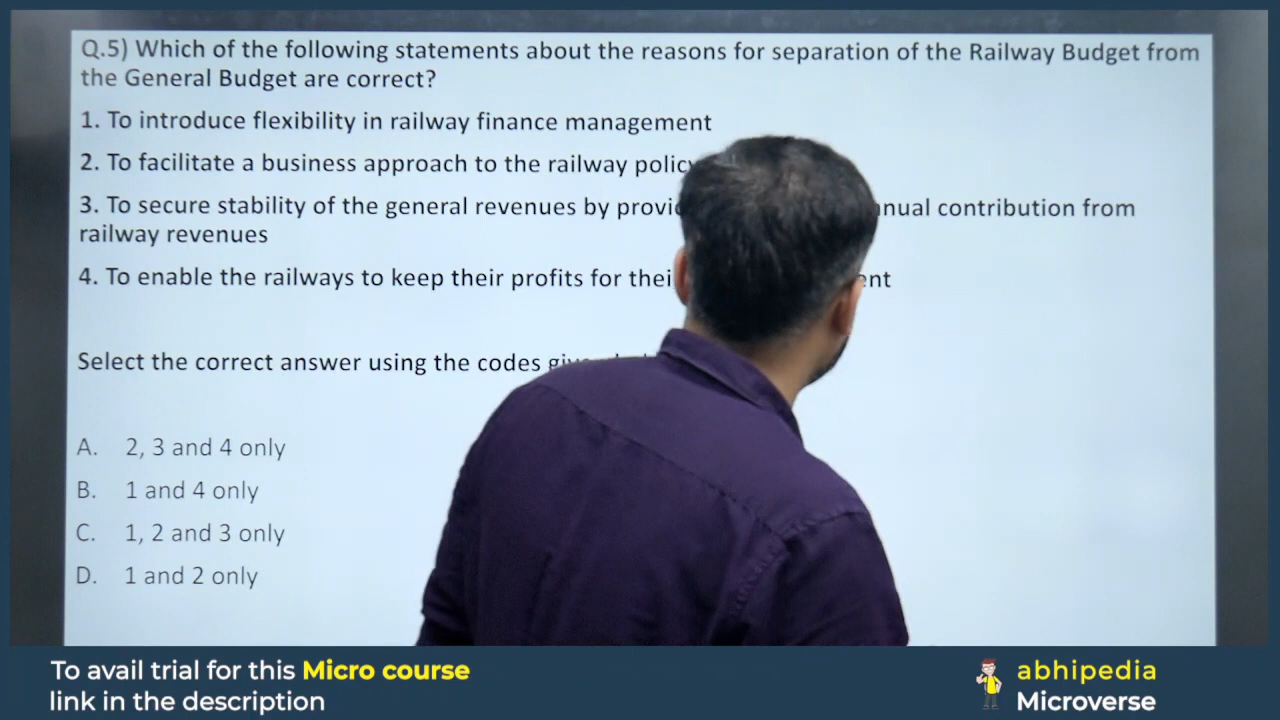 Q.5) Which of the following statements about the reasons for separation of the Railway Budget from
the General Budget are correct?
1. To introduce flexibility in railway finance management
2. To facilitate a business approach to the railway
3. To secure stability of the general revenues by contribution from
railway revenues
4. To enable the railways to keep their profits for
Select the correct answer using the codes
A. 2, 3 and 4 only
B. 1 and 4 only
C. 1, 2 and 3 only
D. 1 and 2 only
To avail trial for this Micro course
link in the description
abhipedia
Microverse